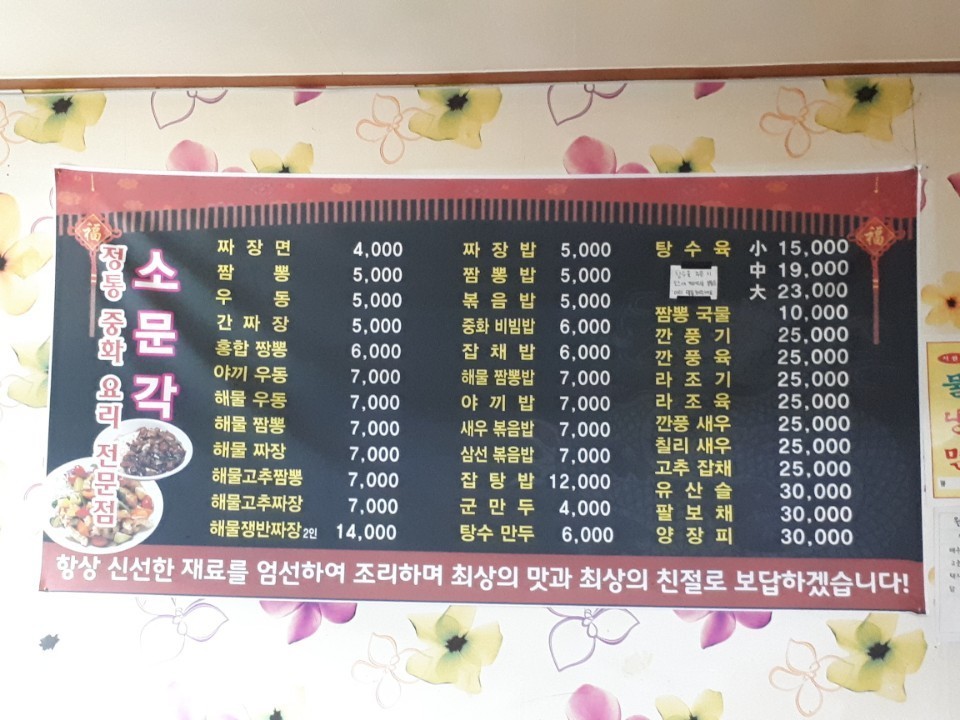 福
福
정통 중화 요리 전문점
소문각
짜장면 4,000
짬뽕 5,000
우동 5,000
간짜장 5,000
홍합 짱뽕 6,000
야끼 우동 7,000
해물 우동 7,000
해물 짬뽕 7,000
해물 짜장 7,000
해물고추짬뽕 7,000
해물고추짜장 7,000
해물쟁반짜장2인 14,000
짜장밥 5,000
짬뽕밥 5,000
볶음밥 5,000
중화 비빔밥 6,000
잡채밥 6,000
해물 짬뽕밥 7,000
야끼밥 7,000
새우 볶음밥 7,000
삼선 볶음밥 7,000
잡탕밥 12,000
군만두 4,000
탕수 만두 6,000
탕수육 小 15,000
中 19,000
大 23,000
짬뽕 국물 10,000
깐풍기 25,000
깐풍육 25,000
라조기 25,000
라조육 25,000
깐풍 새우 25,000
칠리 새우 25,000
고추 잡채 25,000
유산슬 30,000
팔보채 30,000
양장피 30,000
항상 신선한 재료를 엄선하여 조리하며 최상의 맛과 최상의 친절로 보답하겠습니다!